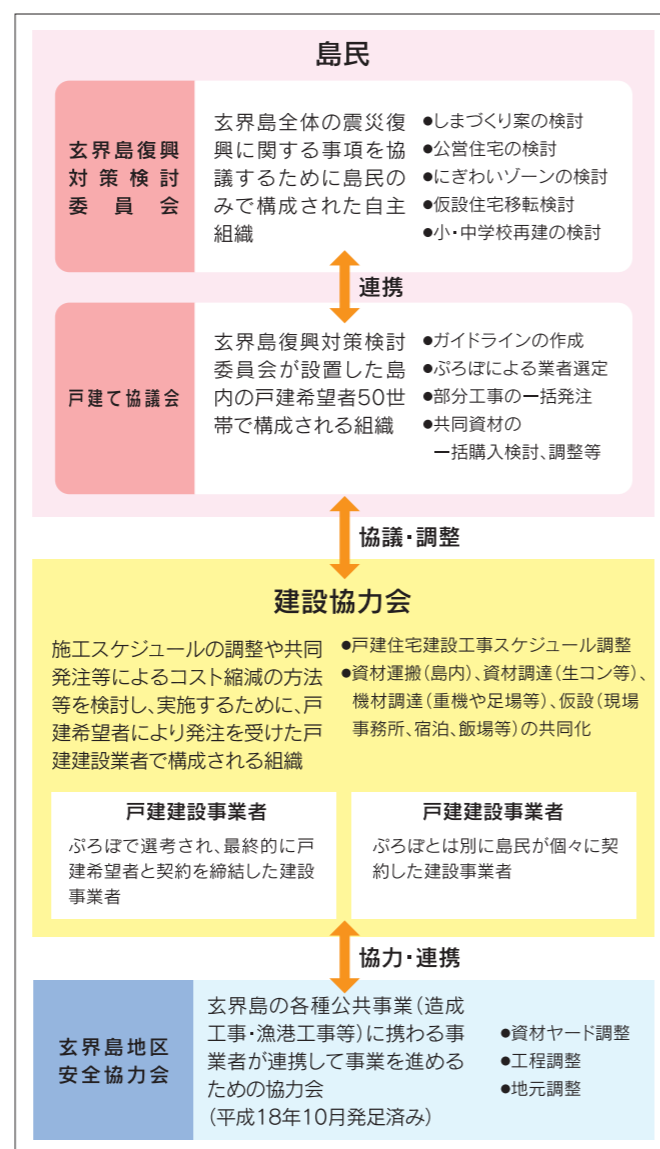 島民
玄界島復興
対策検討
委員会
玄界島全体の震災復
興に関する事項を協
議するために島民の
みで構成された自主
組織
●しまづくり案の検討
●公営住宅の検討
●にぎわいゾーンの検討
●仮設住宅移転検討
●小・中学校再建の検討
連携
戸建て協議会
玄界島復興対策検討
委員会が設置した島
内の戸建希望者50世
帯で構成される組織
●ガイドラインの作成
●ぷろぽによる業者選定
●部分工事の一括発注
●共同資材の
一括購入検討、調整等
協議・調整
建設協力会
施工スケジュールの調整や共同
発注等によるコスト縮減の方法
等を検討し、実施するために、戸
建希望者により発注を受けた戸
建建設業者で構成される組織
●戸建住宅建設工事スケジュール調整
●資材運搬(島内)、資材調達(生コン等)、
機材調達(重機や足場等)、仮設(現場
事務所、宿泊、飯場等)の共同化
戸建建設事業者
ぷろぽで選考され、最終的に戸
建希望者と契約を締結した建設
事業者
戸建建設事業者
ぷろぽとは別に島民が個々に契
約した建設事業者
協力・連携
玄界島地区
安全協力会
玄界島の各種公共事業(造成
工事・漁港工事等)に携わる事
業者が連携して事業を進める
ための協力会
(平成18年10月発足済み)
●資材ヤード調整
●工程調整
●地元調整